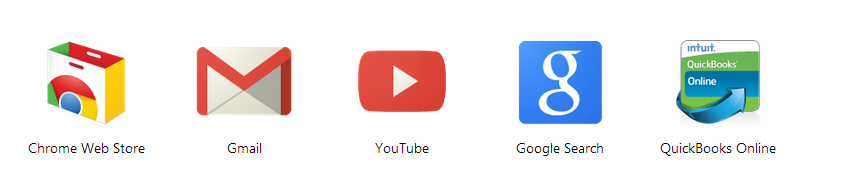 g
intuit.
QuickBooks
Online
Chrome Web Store
Gmail
YouTube
Google Search
QuickBooks Online